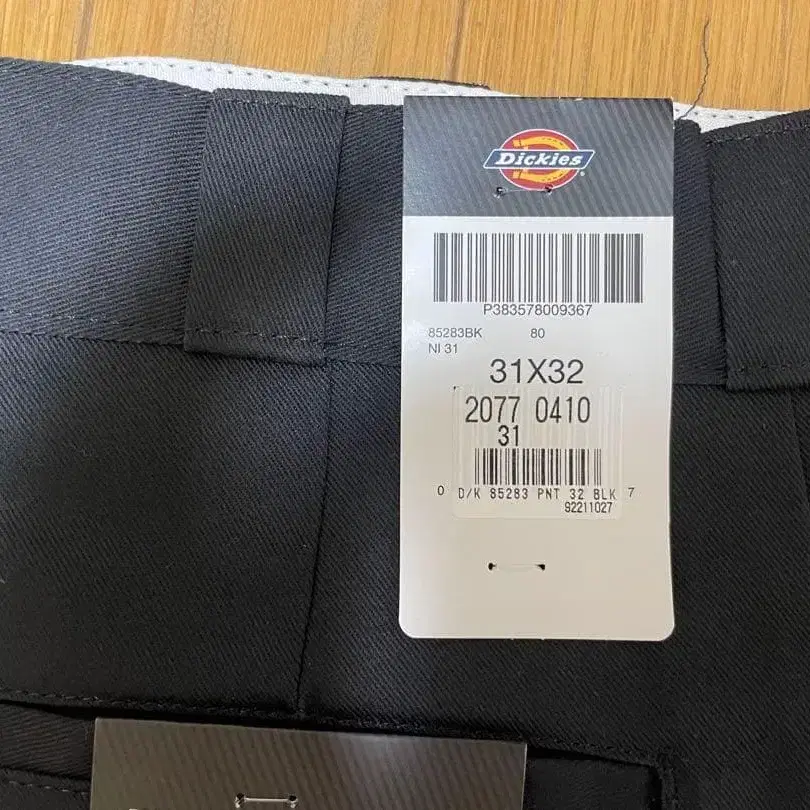 Dickies
P383578009367
85283BK 80
NI 31
31X32
2077 0410
31
0 D/K 85283 PNT 32 BLK 7
92211027